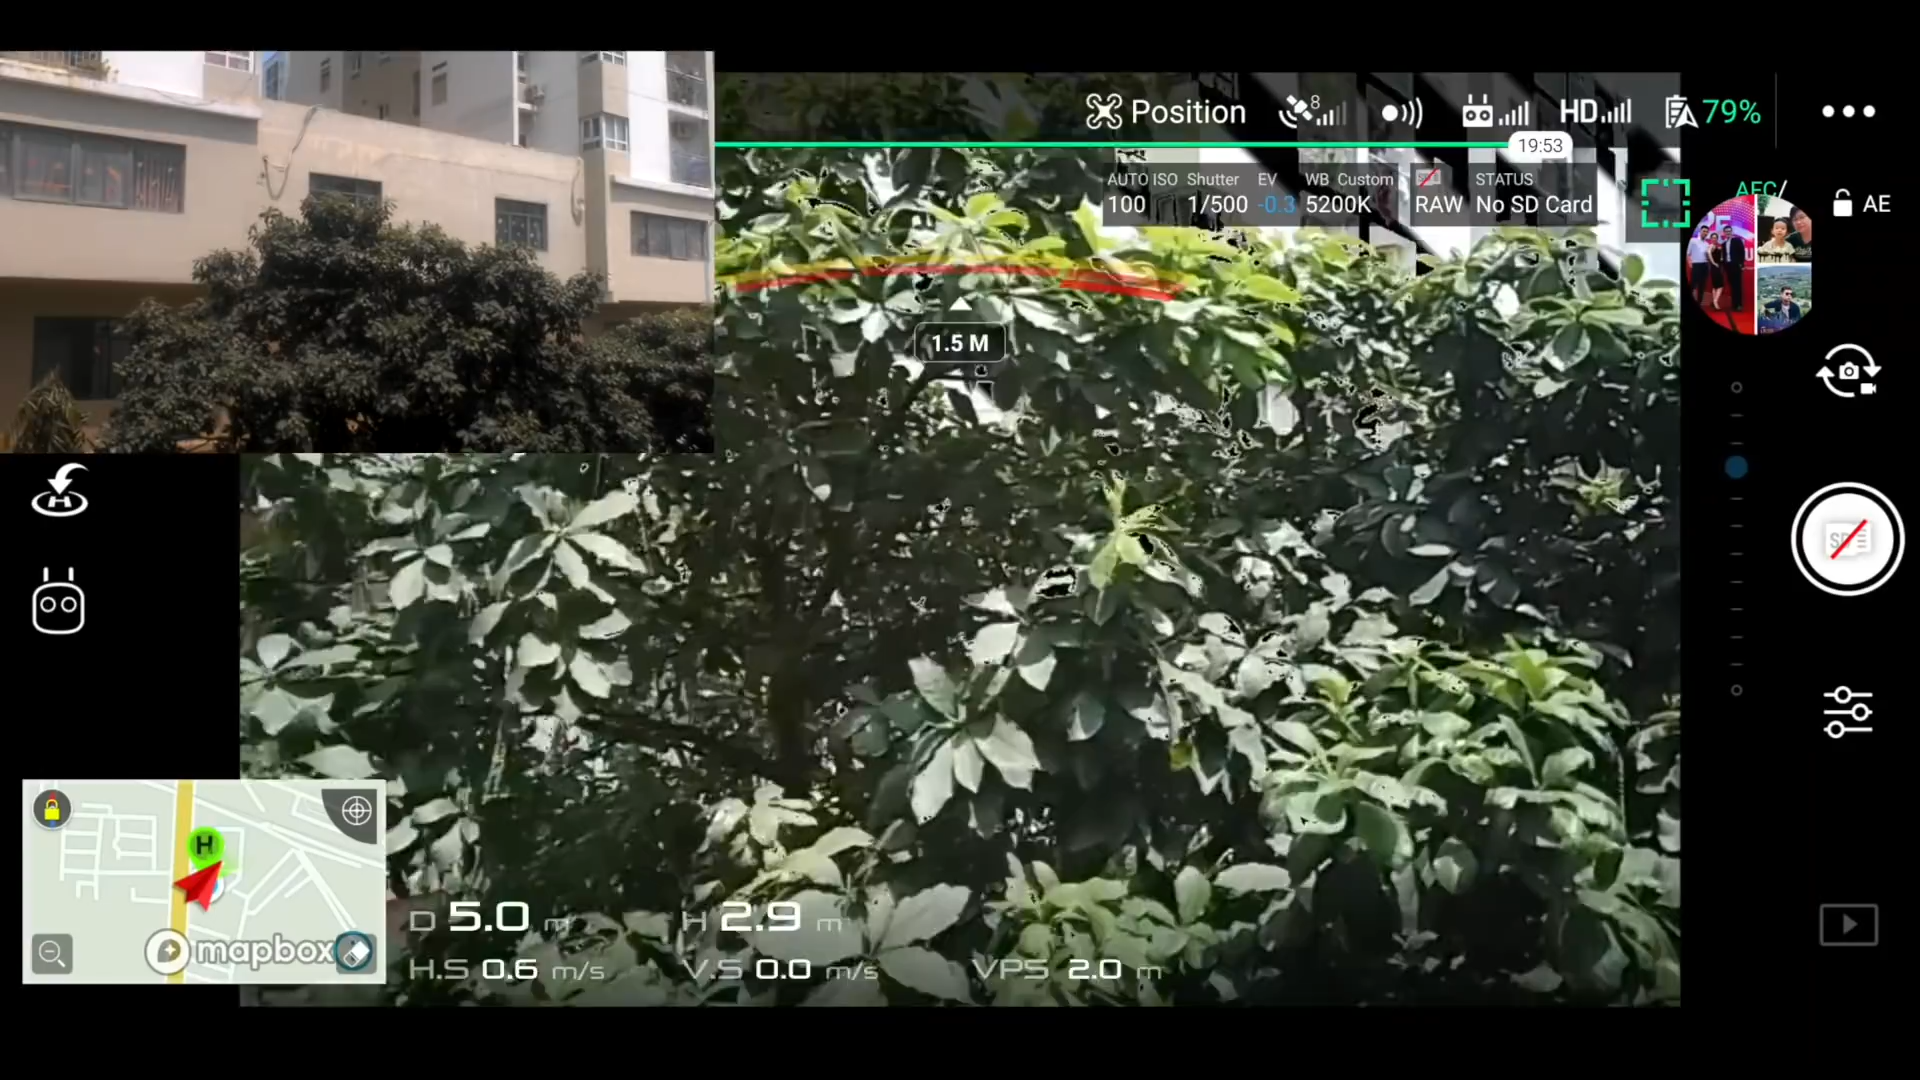 Position 8 HD 79%
19:53
AUTO ISO Shutter EV WB Custom STATUS
100 1/500 -0.3 5200K RAW No SD Card
AFC/
AE
1.5 M
H
mapbox
D 5.0 m H 2.9 m
H.S 0.6 m/s V.S 0.0 m/s VPS 2.0 m